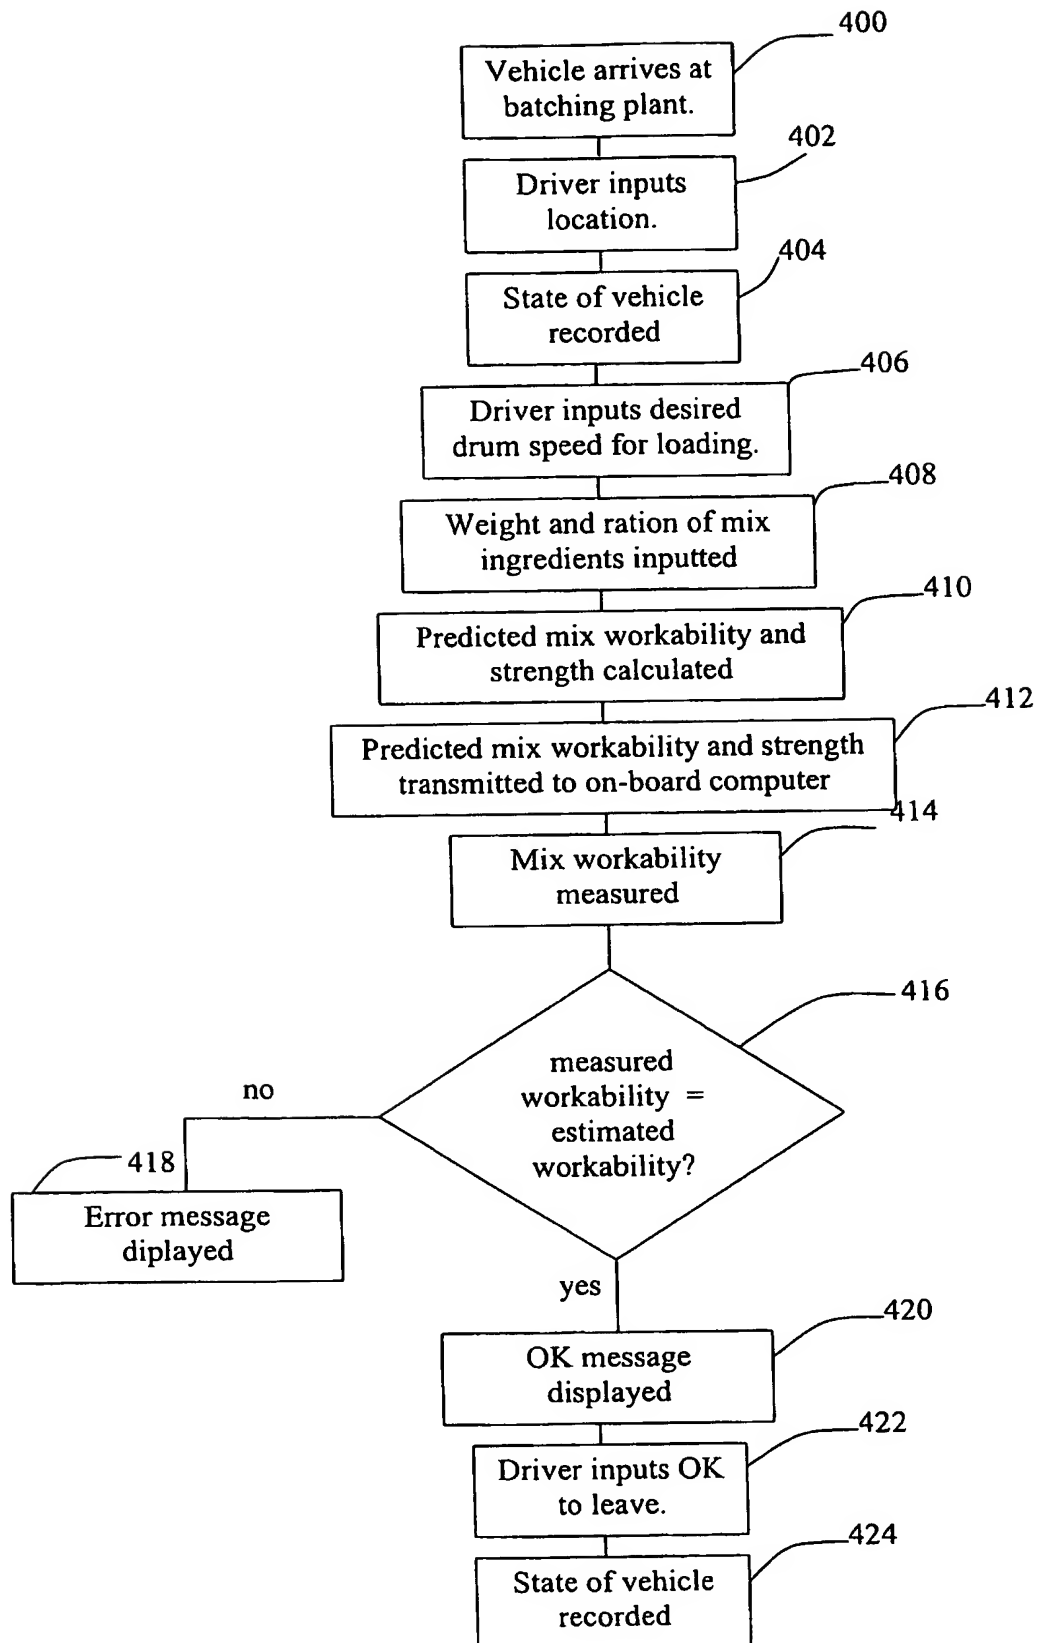 400
Vehicle arrives at
batching plant.
402
Driver inputs
location.
404
State of vehicle
recorded
406
Driver inputs desired
drum speed for loading.
408
Weight and ration of mix
ingredients inputted
410
Predicted mix workability and
strength calculated
412
Predicted mix workability and strength
transmitted to on-board computer
414
Mix workability
measured
416
measured
workability =
estimated
workability?
no
418
Error message
diplayed
yes
420
OK message
displayed
422
Driver inputs OK
to leave.
424
State of vehicle
recorded